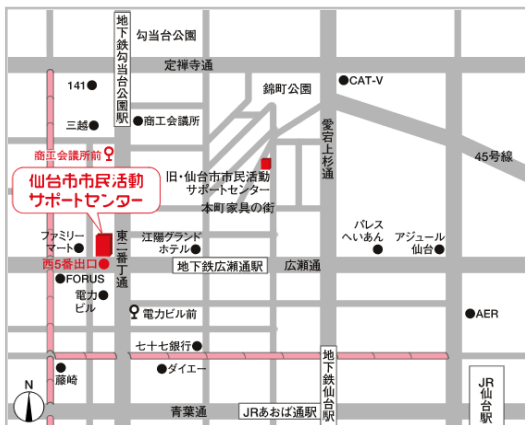 勾当台公園
地下鉄勾当台公園駅
定禅寺通
141
CAT-V
錦町公園
三越
商工会議所
愛宕上杉通
商工会議所前
45号線
仙台市市民活動
サポートセンター
旧・仙台市市民活動
サポートセンター
本町家具の街
ファミリー
マート
東二番丁通
江陽グランド
ホテル
パレス
へいあん
アジュール
仙台
西5番出口
地下鉄広瀬通駅
広瀬通
FORUS
電力
ビル
電力ビル前
AER
七十七銀行
地下鉄仙台駅
藤崎
ダイエー
JR仙台駅
N
青葉通
JRあおば通駅